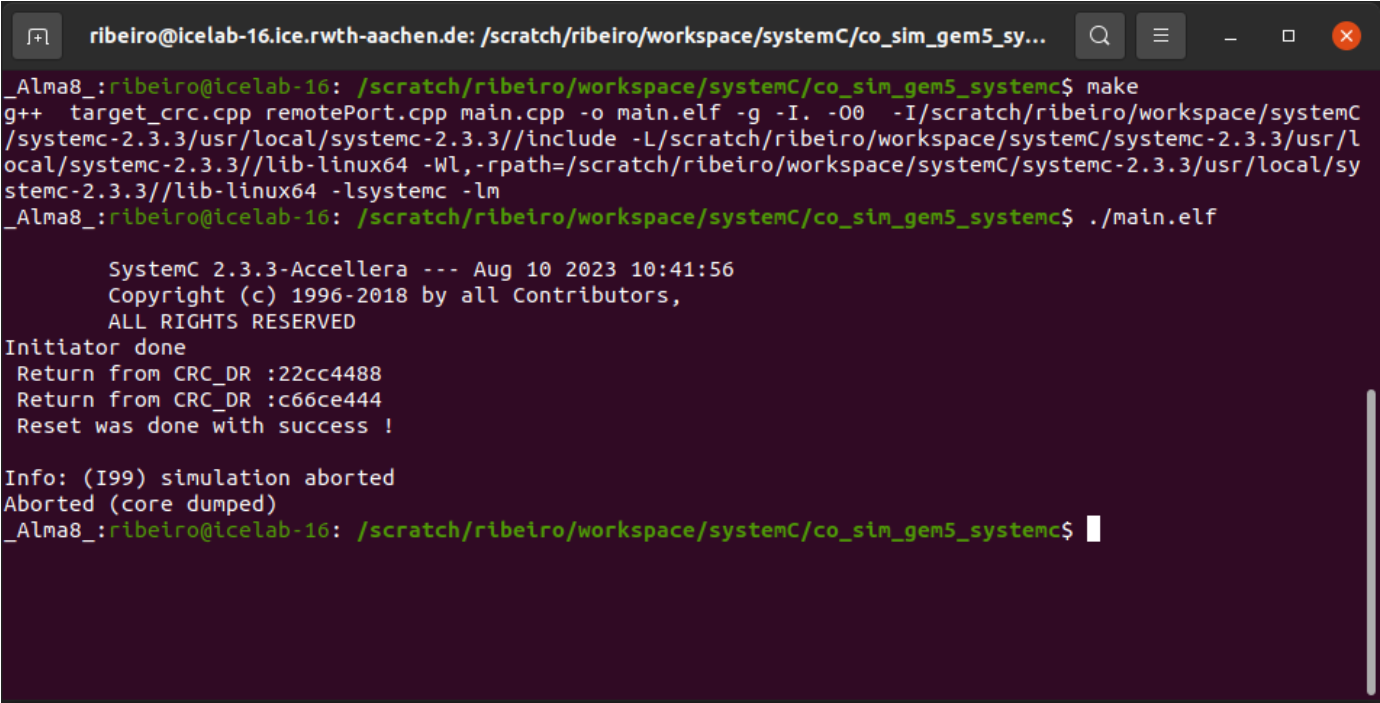 ribeiro@icelab-16.ice.rwth-aachen.de: /scratch/ribeiro/workspace/systemC/co_sim_gem5_sy...
_Alma8_:ribeiro@icelab-16: /scratch/ribeiro/workspace/systemC/co_sim_gem5_systemc$ make
g++  target_crc.cpp remotePort.cpp main.cpp -o main.elf -g -I. -O0  -I/scratch/ribeiro/workspace/systemC
/systemc-2.3.3/usr/local/systemc-2.3.3//include -L/scratch/ribeiro/workspace/systemC/systemc-2.3.3/usr/l
ocal/systemc-2.3.3//lib-linux64 -Wl,-rpath=/scratch/ribeiro/workspace/systemC/systemc-2.3.3/usr/local/sy
stemc-2.3.3//lib-linux64 -lsystemc -lm
_Alma8_:ribeiro@icelab-16: /scratch/ribeiro/workspace/systemC/co_sim_gem5_systemc$ ./main.elf
SystemC 2.3.3-Accellera --- Aug 10 2023 10:41:56
Copyright (c) 1996-2018 by all Contributors,
ALL RIGHTS RESERVED
Initiator done
Return from CRC_DR :22cc4488
Return from CRC_DR :c66ce444
Reset was done with success !
Info: (I99) simulation aborted
Aborted (core dumped)
_Alma8_:ribeiro@icelab-16: /scratch/ribeiro/workspace/systemC/co_sim_gem5_systemc$